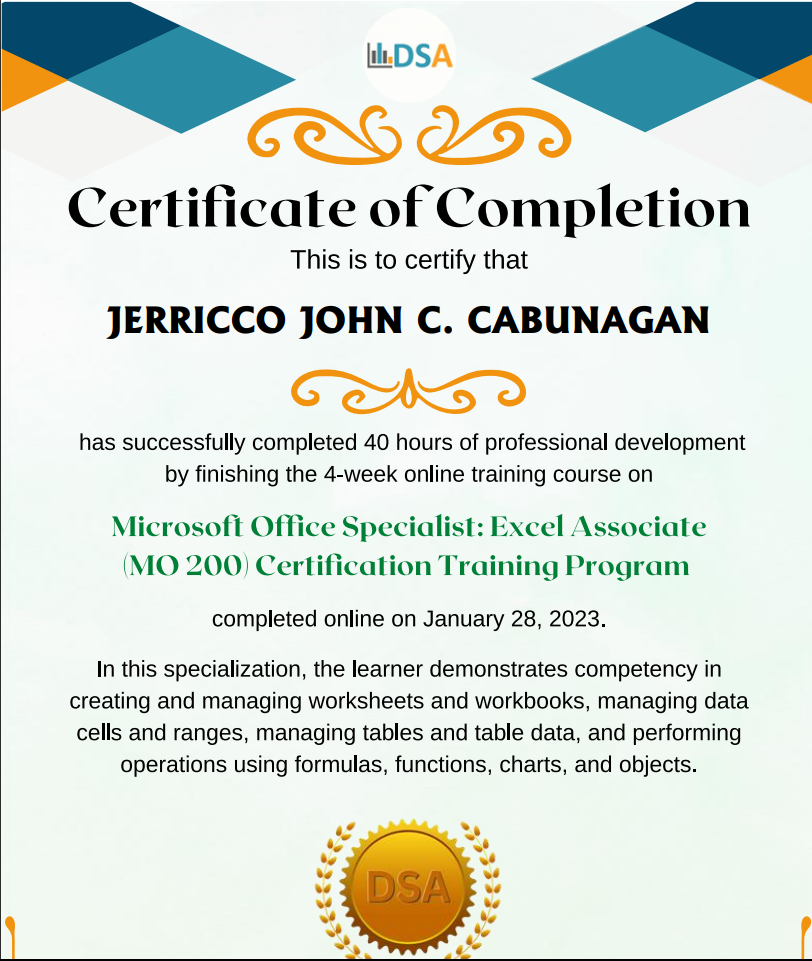 DSA
Certificate of Completion
This is to certify that
JERRICCO JOHN C. CABUNAGAN
has successfully completed 40 hours of professional development
by finishing the 4-week online training course on
Microsoft Office Specialist: Excel Associate
(MO 200) Certification Training Program
completed online on January 28, 2023.
In this specialization, the learner demonstrates competency in
creating and managing worksheets and workbooks, managing data
cells and ranges, managing tables and table data, and performing
operations using formulas, functions, charts, and objects.
DSA